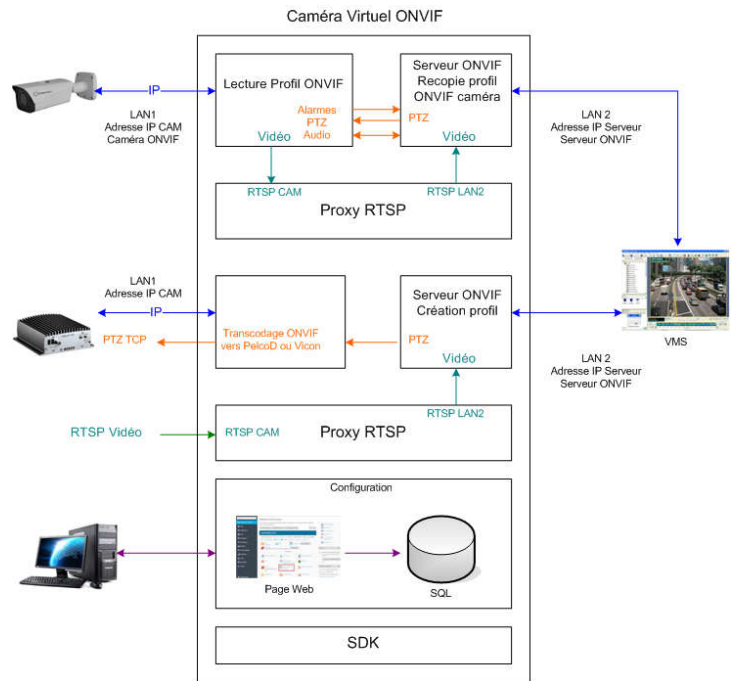 Caméra Virtuel ONVIF
IP
LAN1
Adresse IP CAM
Caméra ONVIF
Lecture Profil ONVIF
Alarmes
PTZ
Audio
Vidéo
Serveur ONVIF
Recopie profil
ONVIF caméra
PTZ
Vidéo
LAN 2
Adresse IP Serveur
Serveur ONVIF
RTSP CAM
RTSP LAN2
Proxy RTSP
LAN1
Adresse IP CAM
IP
PTZ TCP
Transcodage ONVIF
vers PelcoD ou Vicon
Serveur ONVIF
Création profil
PTZ
Vidéo
VMS
LAN 2
Adresse IP Serveur
Serveur ONVIF
RTSP LAN2
RTSP Vidéo
RTSP CAM
Proxy RTSP
Configuration
Page Web
SQL
SDK